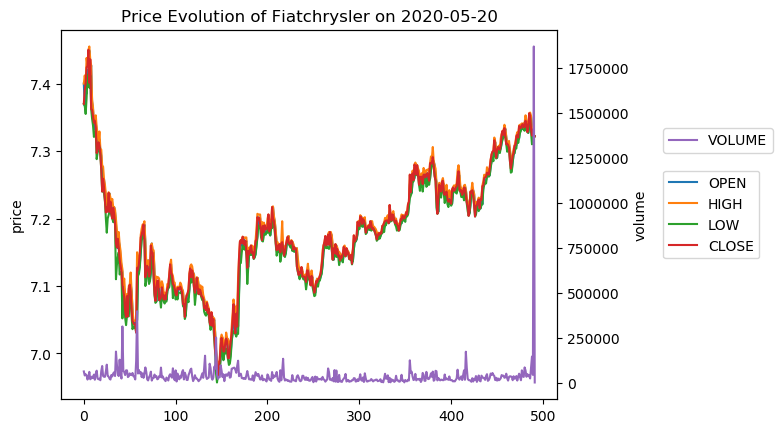 Price Evolution of Fiatchrysler on 2020-05-20
price
7.4
7.3
7.2
7.1
7.0
0
100
200
300
400
500
1750000
1500000
1250000
1000000
750000
500000
250000
0
volume
VOLUME
OPEN
HIGH
LOW
CLOSE